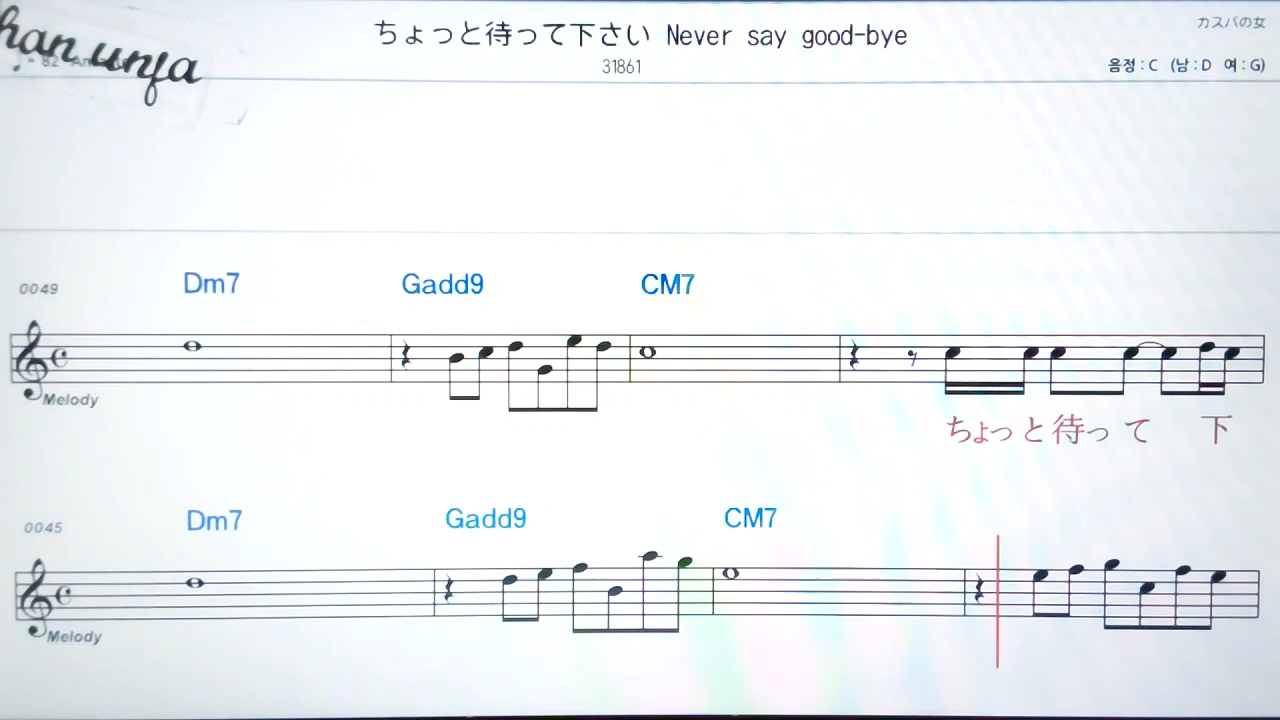 han unja
ちょっと待って下さい Never say good-bye
カスバの女
31861
음정 : C (남 : D 여 : G)
0049
Dm7 Gadd9 CM7
Melody
ちょっと待って 下
0045
Dm7 Gadd9 CM7
Melody